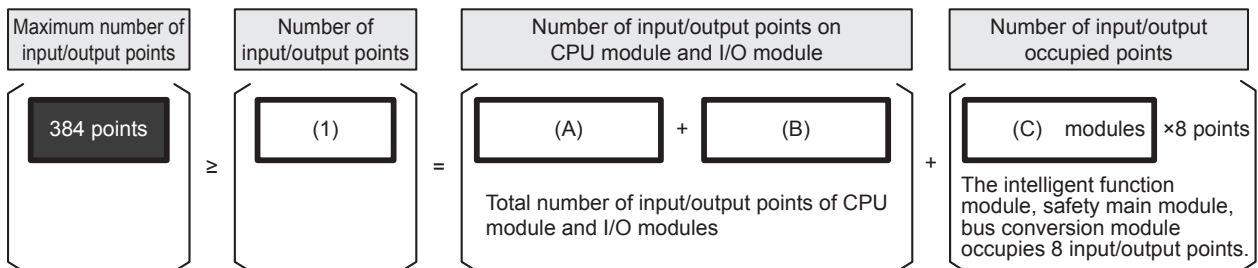 Maximum number of
input/output points
Number of
input/output points
Number of input/output points on
CPU module and I/O module
Number of input/output
occupied points
384 points
≥
(1)
=
(A)
+
(B)
Total number of input/output points of CPU
module and I/O modules
+
(C) modules ×8 points
The intelligent function
module, safety main module,
bus conversion module
occupies 8 input/output points.